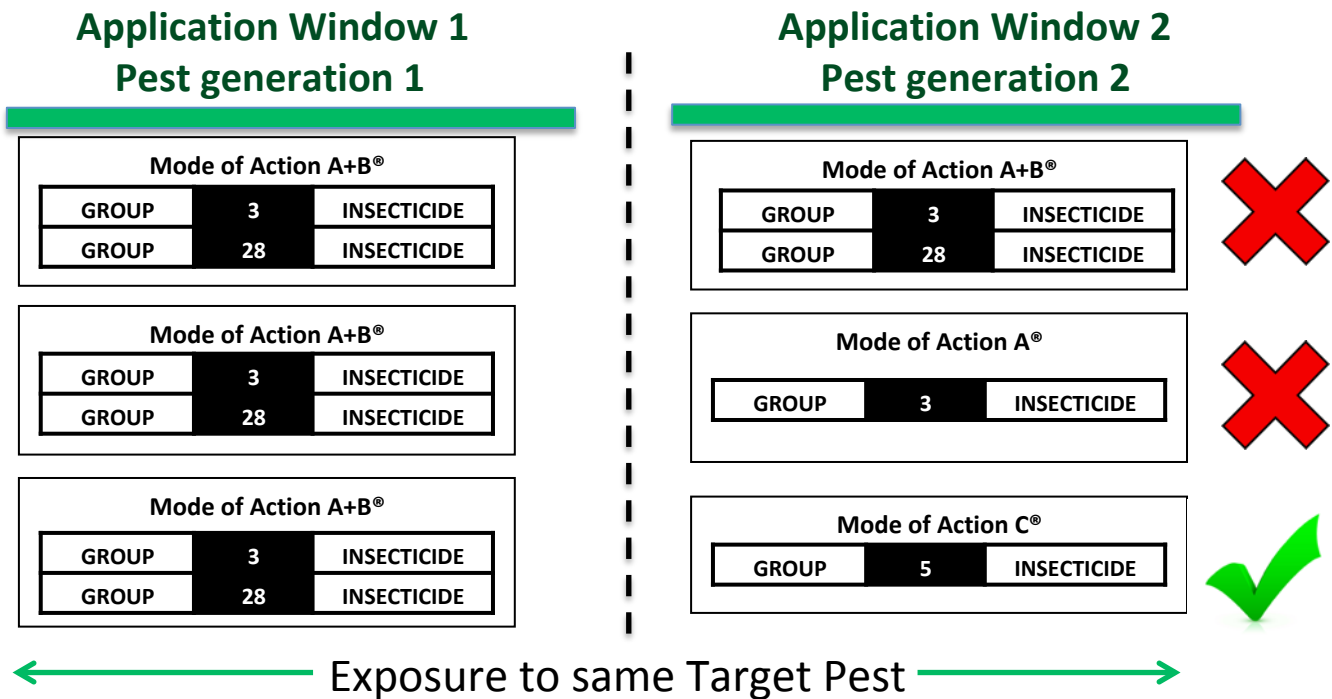 Application Window 1
Pest generation 1
Mode of Action A+B®
GROUP 3 INSECTICIDE
GROUP 28 INSECTICIDE
Mode of Action A+B®
GROUP 3 INSECTICIDE
GROUP 28 INSECTICIDE
Mode of Action A+B®
GROUP 3 INSECTICIDE
GROUP 28 INSECTICIDE
Application Window 2
Pest generation 2
Mode of Action A+B®
GROUP 3 INSECTICIDE
GROUP 28 INSECTICIDE
Mode of Action A®
GROUP 3 INSECTICIDE
Mode of Action C®
GROUP 5 INSECTICIDE
Exposure to same Target Pest